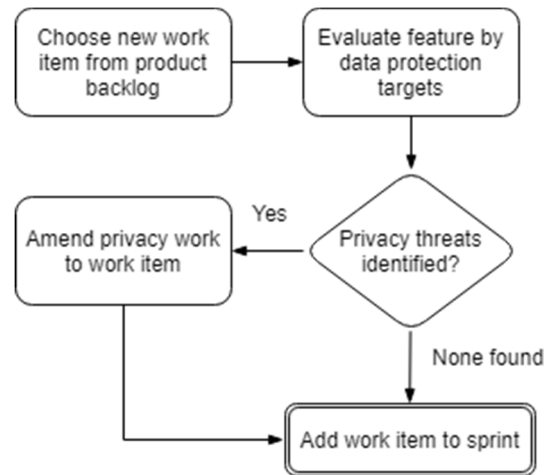 Choose new work
item from product
backlog
Evaluate feature by
data protection
targets
Privacy threats
identified?
Yes
Amend privacy work
to work item
None found
Add work item to sprint